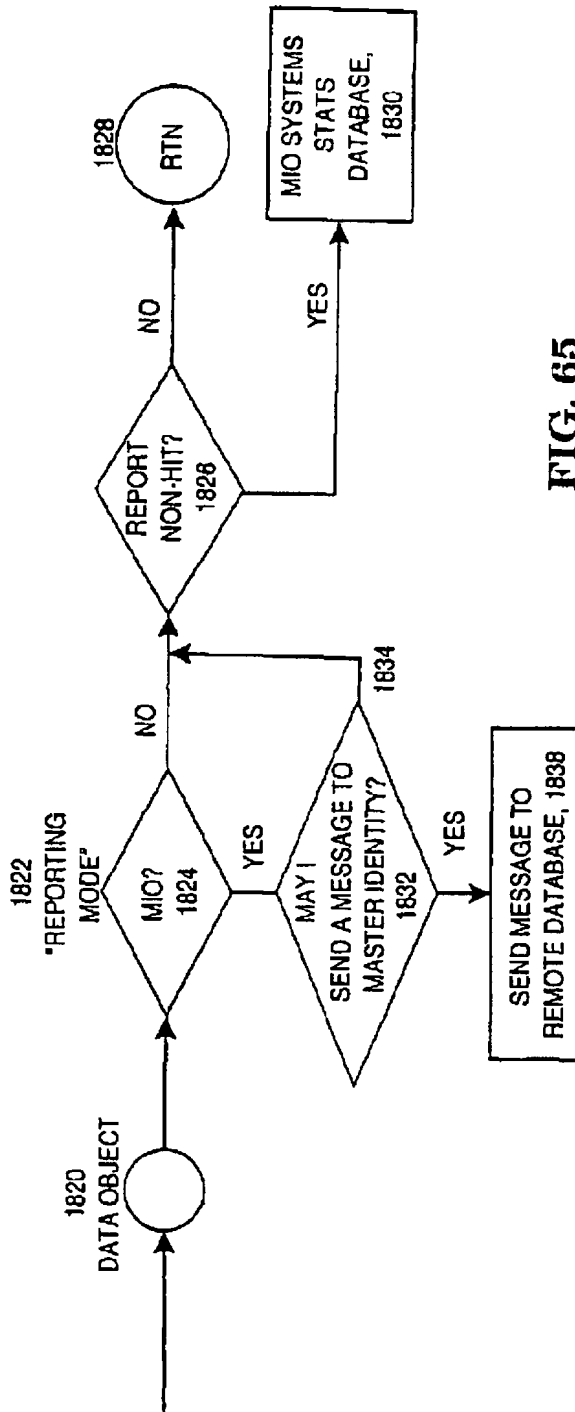 1820
DATA OBJECT
1822
"REPORTING
MODE"
MIO?
1824
NO
YES
MAY I
SEND A MESSAGE TO
MASTER IDENTITY?
1832
1834
YES
SEND MESSAGE TO
REMOTE DATABASE, 1838
REPORT
NON-HIT?
1826
NO
1828
RTN
YES
MIO SYSTEMS
STATS
DATABASE,
1830
FIG. 65